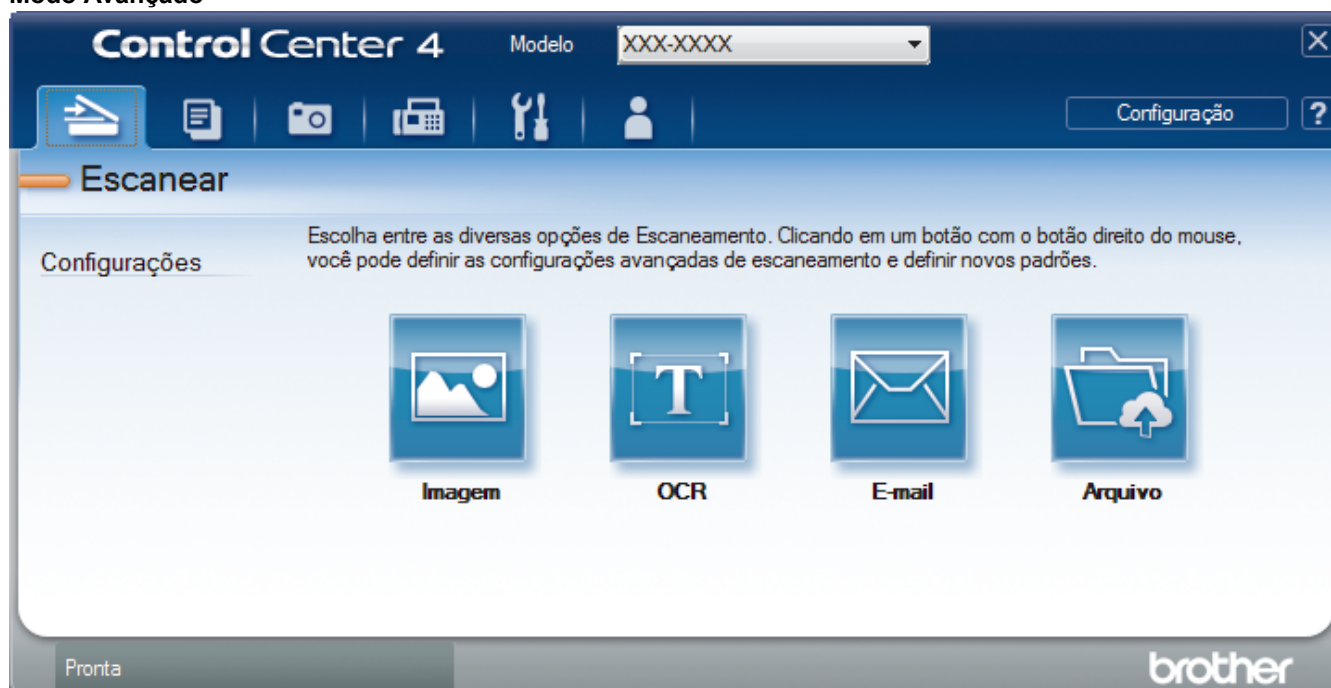 Modo Avançado
Control Center 4 Modelo XXX-XXXX
Configuração ?
Escanear
Configurações
Escolha entre as diversas opções de Escaneamento. Clicando em um botão com o botão direito do mouse,
você pode definir as configurações avançadas de escaneamento e definir novos padrões.
T
Imagem OCR E-mail Arquivo
Pronta
brother